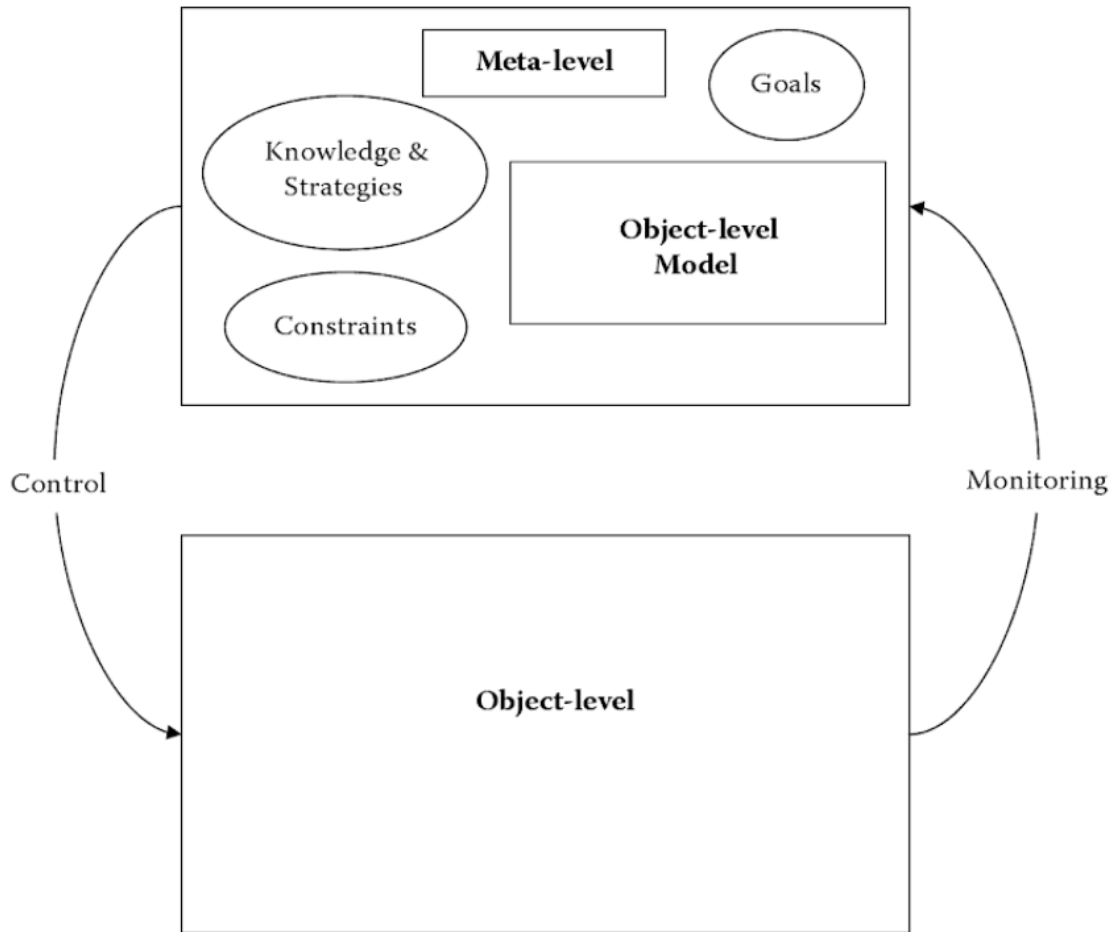 Meta-level
Goals
Knowledge &
Strategies
Object-level
Model
Constraints
Control
Monitoring
Object-level